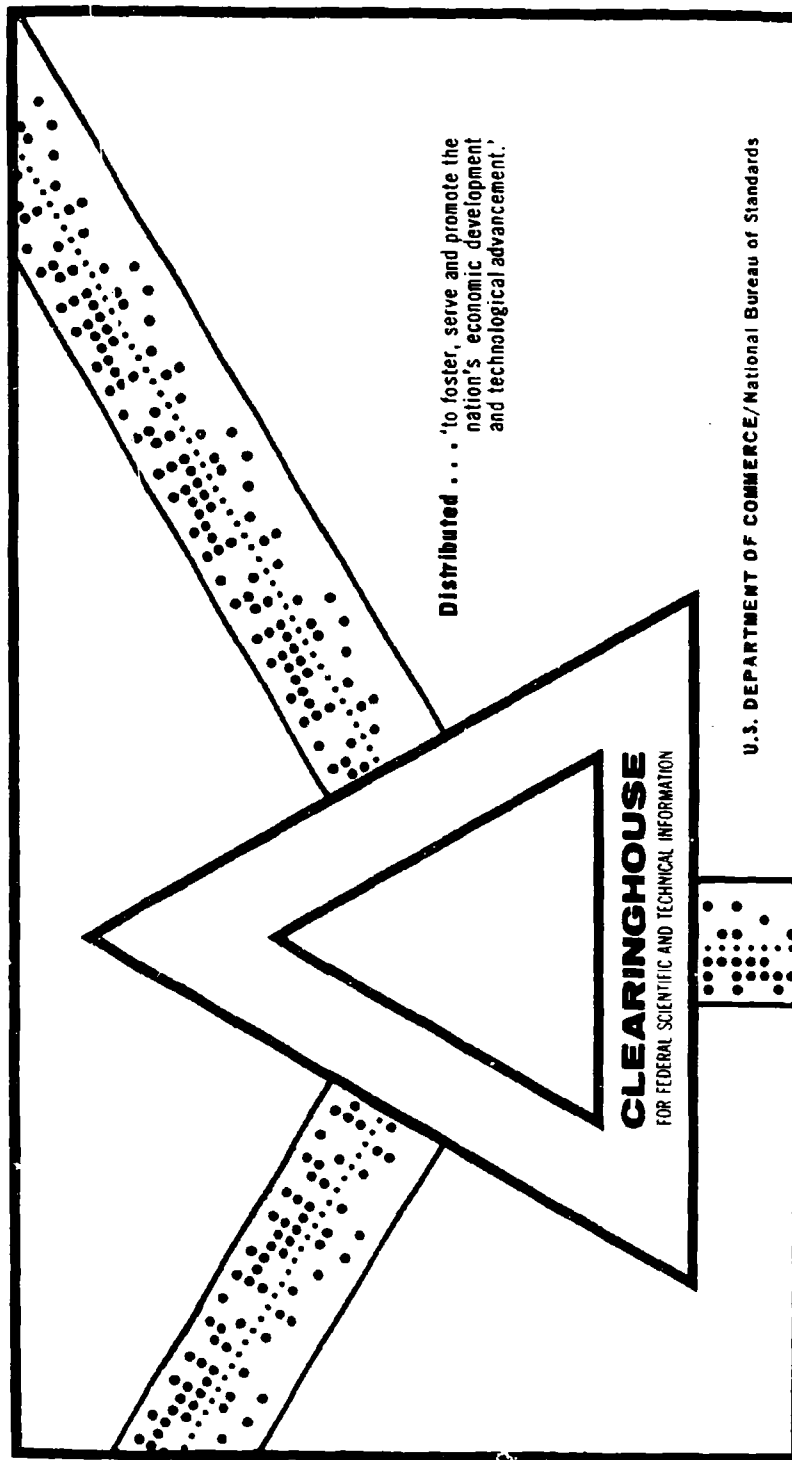 Distributed . . . 'to foster, serve and promote the
nation's economic development
and technological advancement.'
CLEARINGHOUSE
FOR FEDERAL SCIENTIFIC AND TECHNICAL INFORMATION
U.S. DEPARTMENT OF COMMERCE/National Bureau of Standards